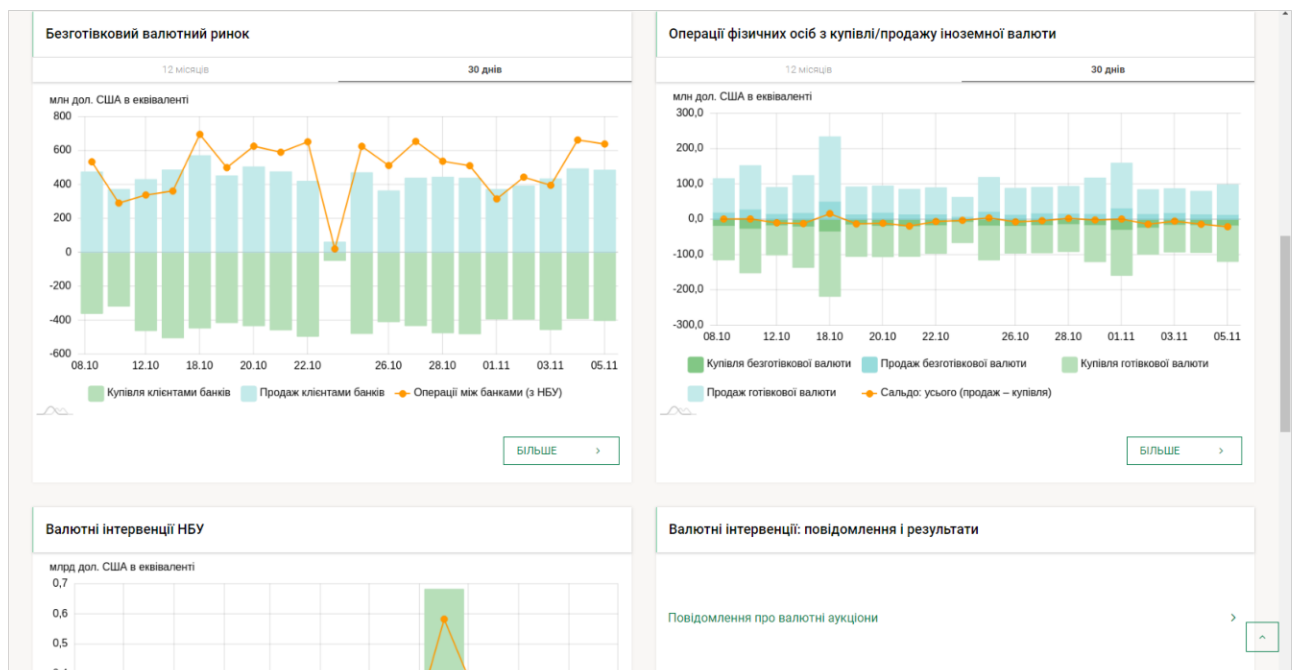 Безготівковий валютний ринок
12 місяців 30 днів
млн дол. США в еквіваленті
800
600
400
200
0
-200
-400
-600
08.10 12.10 18.10 20.10 22.10 26.10 28.10 01.11 03.11 05.11
Купівля клієнтами банків Продаж клієнтами банків Операції між банками (з НБУ)
БІЛЬШЕ
Операції фізичних осіб з купівлі/продажу іноземної валюти
12 місяців 30 днів
млн дол. США в еквіваленті
300,0
200,0
100,0
0,0
-100,0
-200,0
-300,0
08.10 12.10 18.10 20.10 22.10 26.10 28.10 01.11 03.11 05.11
Купівля безготівкової валюти Продаж безготівкової валюти Купівля готівкової валюти
Продаж готівкової валюти Сальдо: усього (продаж – купівля)
БІЛЬШЕ
Валютні інтервенції НБУ
млрд дол. США в еквіваленті
0,7
0,6
0,5
Валютні інтервенції: повідомлення і результати
Повідомлення про валютні аукціони